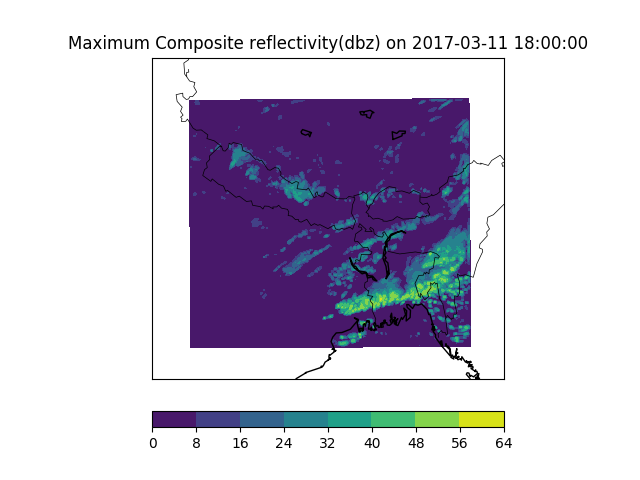 Maximum Composite reflectivity(dbz) on 2017-03-11 18:00:00
0 8 16 24 32 40 48 56 64